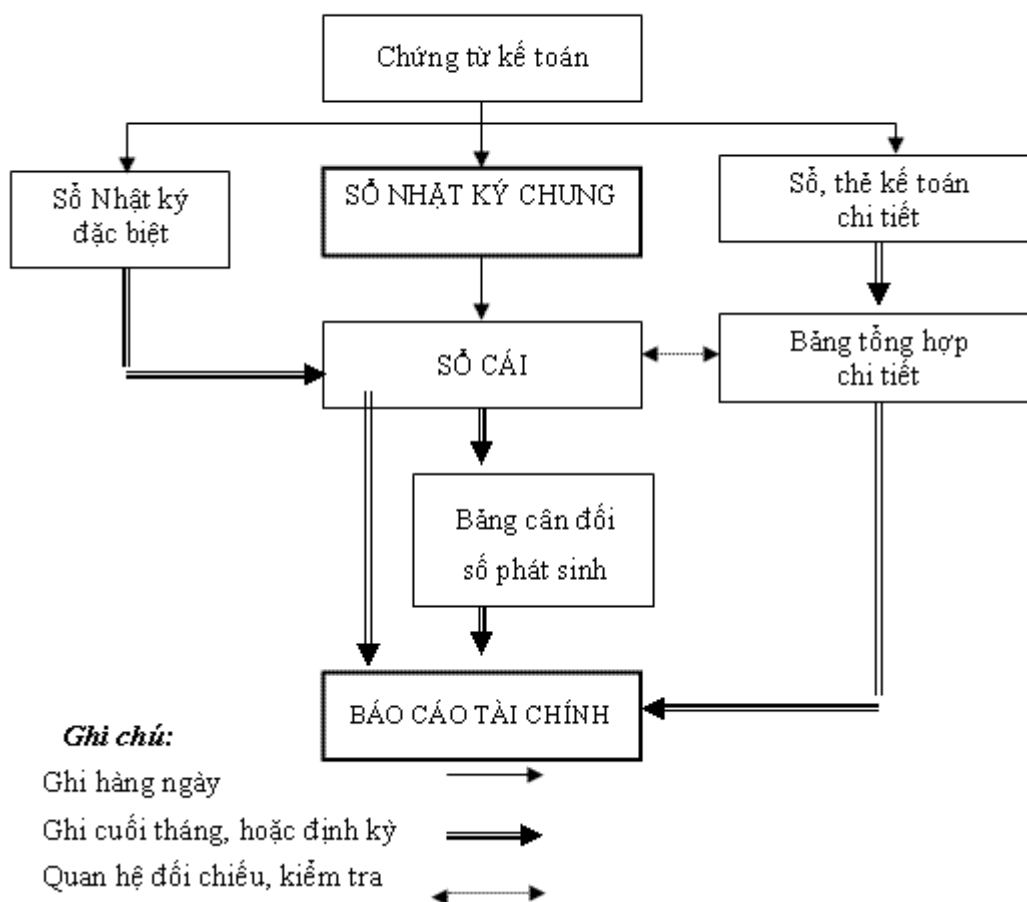 Chứng từ kế toán
Sổ Nhật ký
đặc biệt
SỔ NHẬT KÝ CHUNG
Sổ, thẻ kế toán
chi tiết
SỔ CÁI
Bảng tổng hợp
chi tiết
Bảng cân đối
số phát sinh
BÁO CÁO TÀI CHÍNH
Ghi chú:
Ghi hàng ngày
Ghi cuối tháng, hoặc định kỳ
Quan hệ đối chiếu, kiểm tra